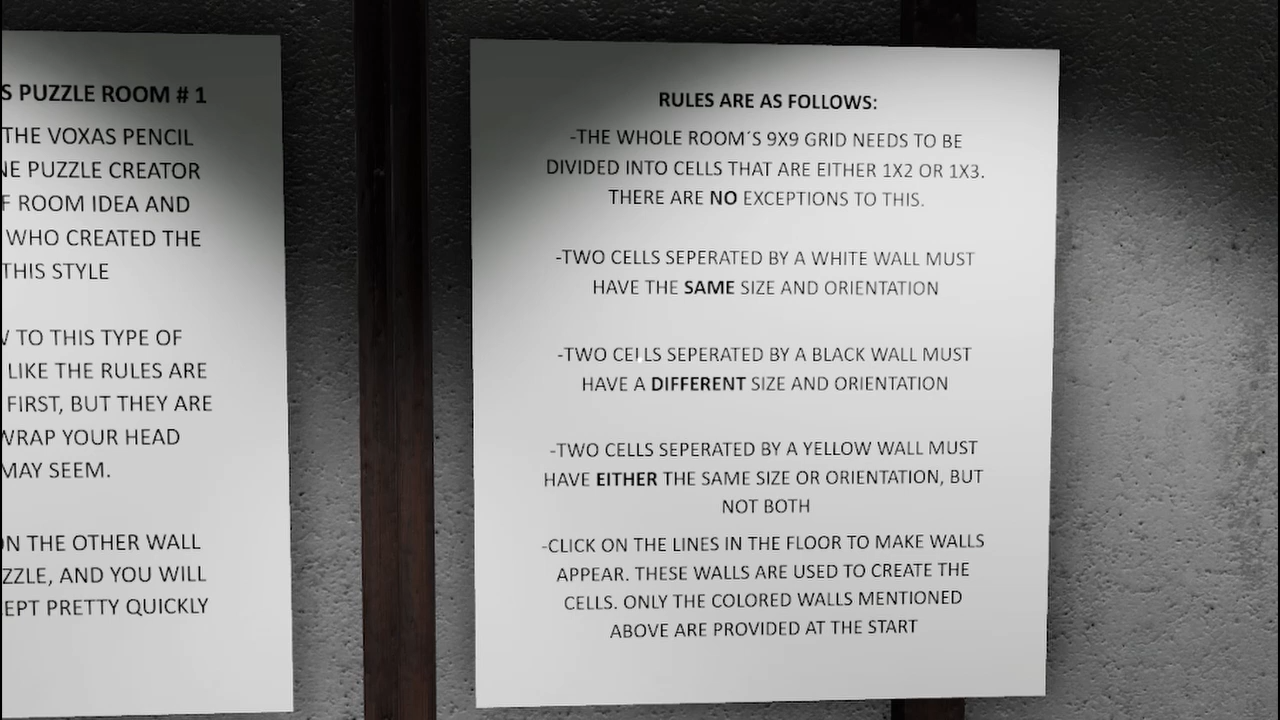 S PUZZLE ROOM # 1
THE VOXAS PENCIL
NE PUZZLE CREATOR
F ROOM IDEA AND
WHO CREATED THE
THIS STYLE
TO THIS TYPE OF
LIKE THE RULES ARE
FIRST, BUT THEY ARE
WRAP YOUR HEAD
MAY SEEM.
ON THE OTHER WALL
ZZLE, AND YOU WILL
EPT PRETTY QUICKLY
RULES ARE AS FOLLOWS:
-THE WHOLE ROOM´S 9X9 GRID NEEDS TO BE
DIVIDED INTO CELLS THAT ARE EITHER 1X2 OR 1X3.
THERE ARE NO EXCEPTIONS TO THIS.
-TWO CELLS SEPERATED BY A WHITE WALL MUST
HAVE THE SAME SIZE AND ORIENTATION
-TWO CELLS SEPERATED BY A BLACK WALL MUST
HAVE A DIFFERENT SIZE AND ORIENTATION
-TWO CELLS SEPERATED BY A YELLOW WALL MUST
HAVE EITHER THE SAME SIZE OR ORIENTATION, BUT
NOT BOTH
-CLICK ON THE LINES IN THE FLOOR TO MAKE WALLS
APPEAR. THESE WALLS ARE USED TO CREATE THE
CELLS. ONLY THE COLORED WALLS MENTIONED
ABOVE ARE PROVIDED AT THE START